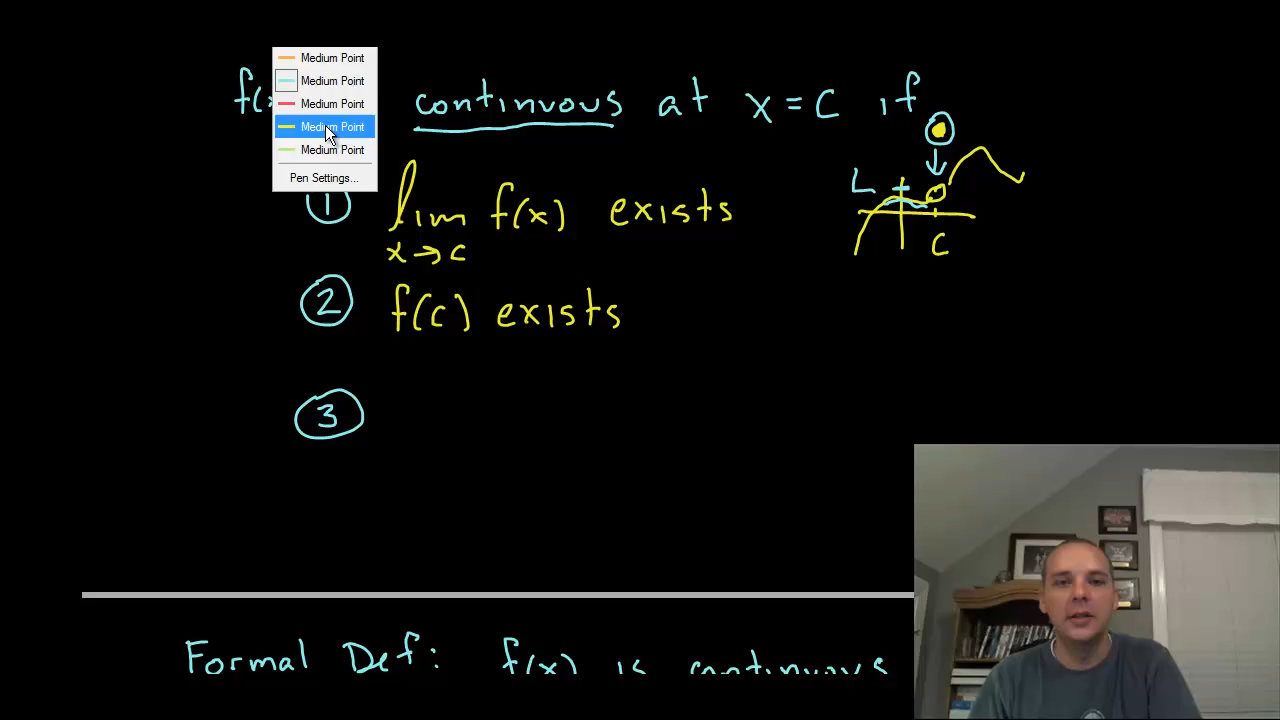 Medium Point
Medium Point
Medium Point
Medium Point
Medium Point
Pen Settings...
f(x continuous at x = c if
① lim f(x) exists
x → c
② f(c) exists
③
L
c
Formal Def: f(x) is continuous